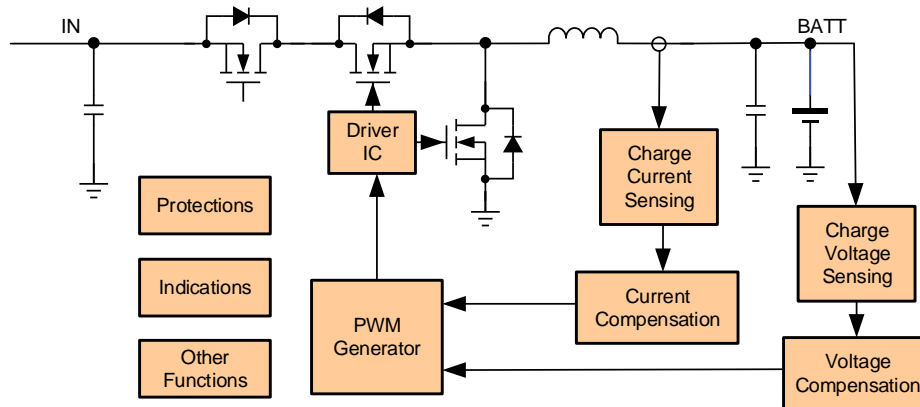 IN
BATT
Driver
IC
Charge
Current
Sensing
Protections
Charge
Voltage
Sensing
Indications
PWM
Generator
Current
Compensation
Other
Functions
Voltage
Compensation